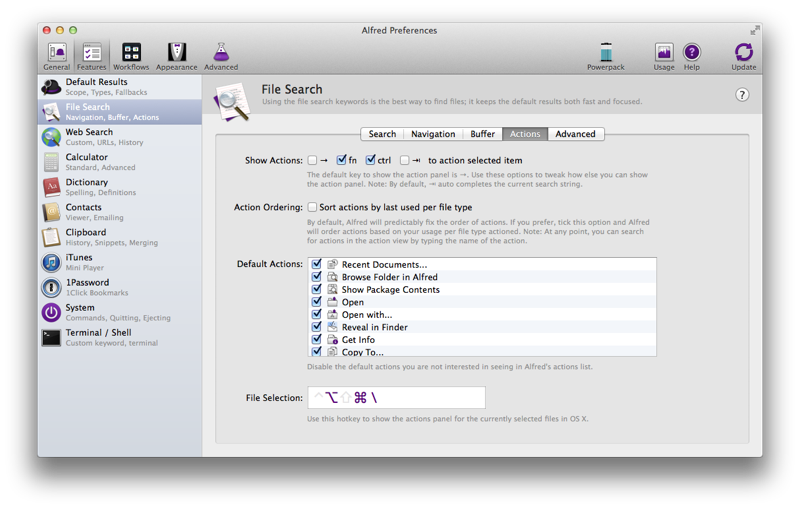 Alfred Preferences
General
Features
Workflows
Appearance
Advanced
Powerpack
Usage
Help
Update
Default Results
Scope, Types, Fallbacks
File Search
Navigation, Buffer, Actions
Web Search
Custom, URLs, History
Calculator
Standard, Advanced
Dictionary
Spelling, Definitions
Contacts
Viewer, Emailing
Clipboard
History, Snippets, Merging
iTunes
Mini Player
1Password
1Click Bookmarks
System
Commands, Quitting, Ejecting
Terminal / Shell
Custom keyword, terminal
File Search
Using the file search keywords is the best way to find files; it keeps the default results both fast and focused.
?
Search
Navigation
Buffer
Actions
Advanced
Show Actions: → fn ctrl ⇥ to action selected item
The default key to show the action panel is →. Use these options to tweak how else you can show
the action panel. Note: By default, ⇥ auto completes the current search string.
Action Ordering: Sort actions by last used per file type
By default, Alfred will predictably fix the order of actions. If you prefer, tick this option and Alfred
will order actions based on your usage per file type actioned. Note: At any point, you can search
for actions in the action view by typing the name of the action.
Default Actions:
Recent Documents...
Browse Folder in Alfred
Show Package Contents
Open
Open with...
Reveal in Finder
Get Info
Copy To...
Disable the default actions you are not interested in seeing in Alfred's actions list.
File Selection: ^⌥⇧⌘ \
Use this hotkey to show the actions panel for the currently selected files in OS X.